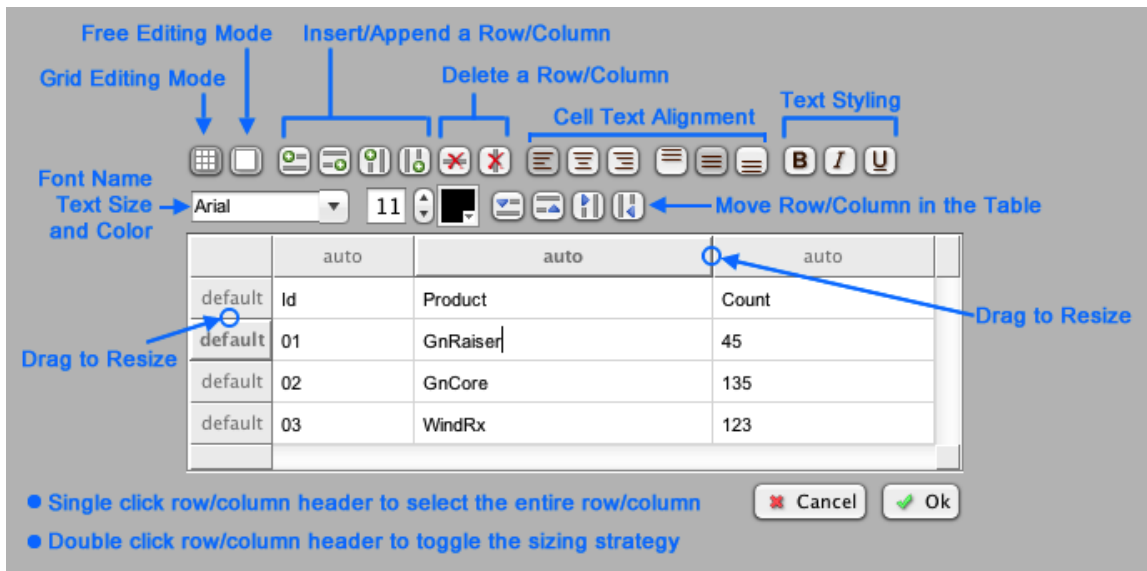 Free Editing Mode
Insert/Append a Row/Column
Grid Editing Mode
Delete a Row/Column
Cell Text Alignment
Text Styling
B I U
Font Name
Text Size
and Color
Arial
11
Move Row/Column in the Table
auto auto auto
default Id Product Count
Drag to Resize
default 01 GnRaiser 45
Drag to Resize
default 02 GnCore 135
default 03 WindRx 123
Single click row/column header to select the entire row/column
Cancel Ok
Double click row/column header to toggle the sizing strategy